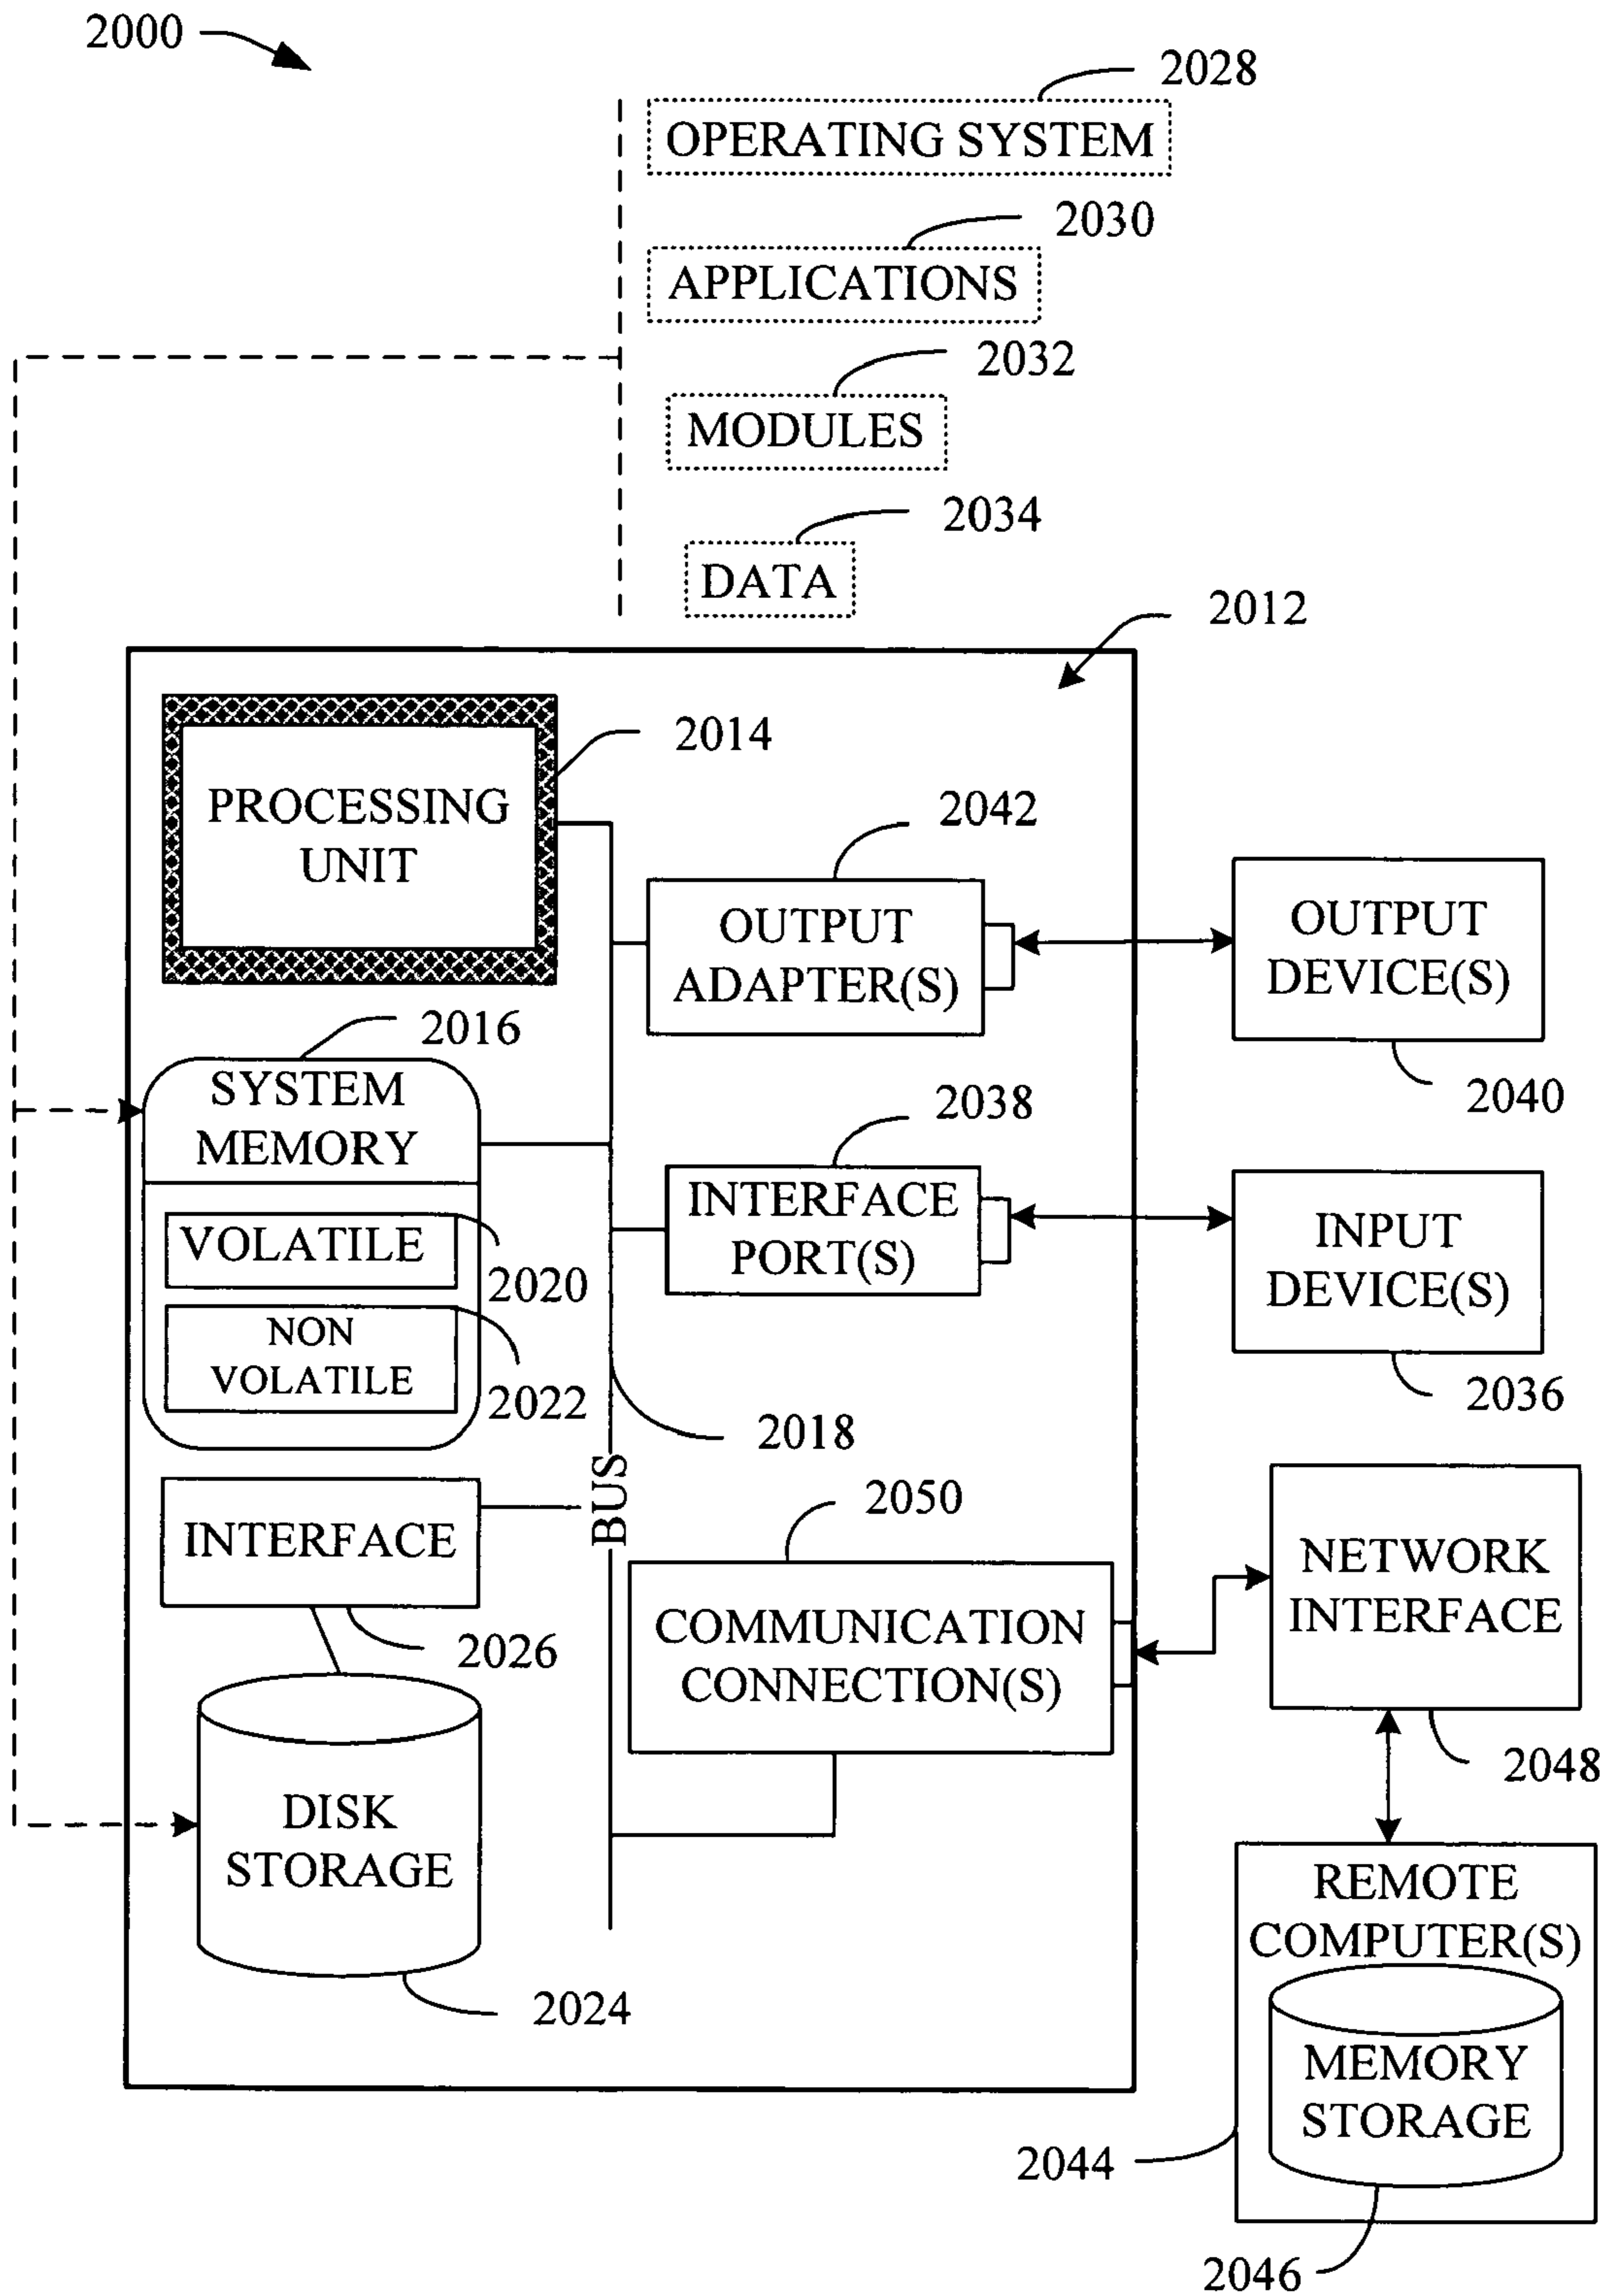 2000
2028
OPERATING SYSTEM
2030
APPLICATIONS
2032
MODULES
2034
DATA
2012
2014
PROCESSING
UNIT
2042
OUTPUT
ADAPTER(S)
OUTPUT
DEVICE(S)
2040
2016
SYSTEM
MEMORY
VOLATILE
2020
NON
VOLATILE
2022
2038
INTERFACE
PORT(S)
INPUT
DEVICE(S)
2036
2018
BUS
INTERFACE
2026
2050
COMMUNICATION
CONNECTION(S)
NETWORK
INTERFACE
2048
DISK
STORAGE
2024
REMOTE
COMPUTER(S)
MEMORY
STORAGE
2044
2046